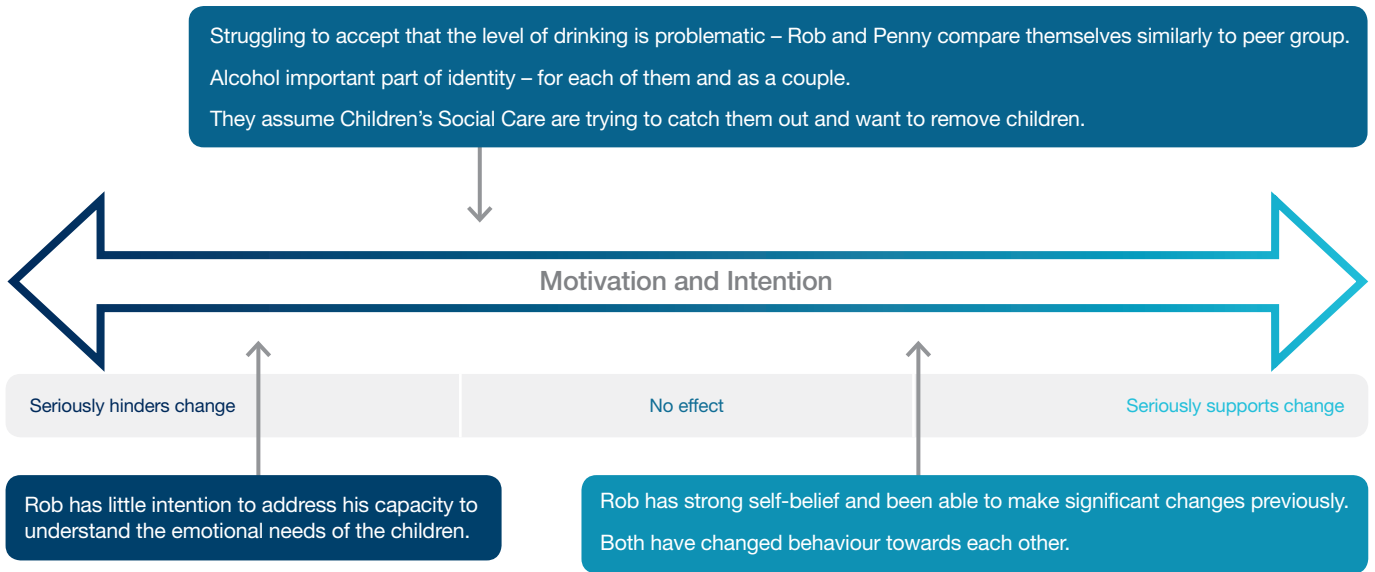 Struggling to accept that the level of drinking is problematic – Rob and Penny compare themselves similarly to peer group.
Alcohol important part of identity – for each of them and as a couple.
They assume Children’s Social Care are trying to catch them out and want to remove children.
Motivation and Intention
Seriously hinders change
No effect
Seriously supports change
Rob has little intention to address his capacity to
understand the emotional needs of the children.
Rob has strong self-belief and been able to make significant changes previously.
Both have changed behaviour towards each other.